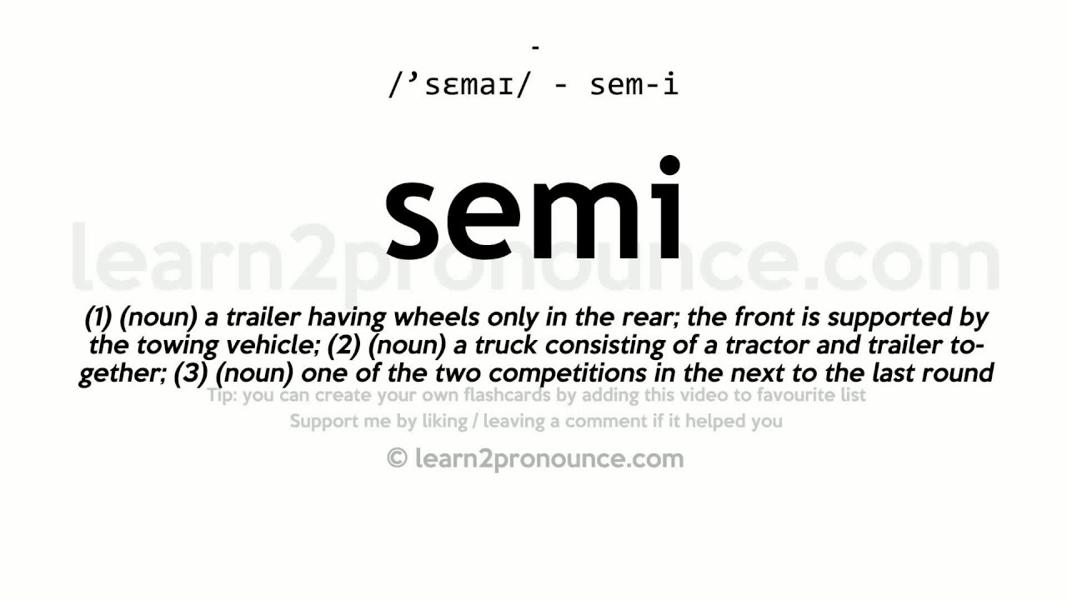 -
/’sɛmaɪ/ - sem-i
semi
learn2pronounce.com
(1) (noun) a trailer having wheels only in the rear; the front is supported by
the towing vehicle; (2) (noun) a truck consisting of a tractor and trailer to-
gether; (3) (noun) one of the two competitions in the next to the last round
Tip: you can create your own flashcards by adding this video to favourite list
Support me by liking / leaving a comment if it helped you
© learn2pronounce.com